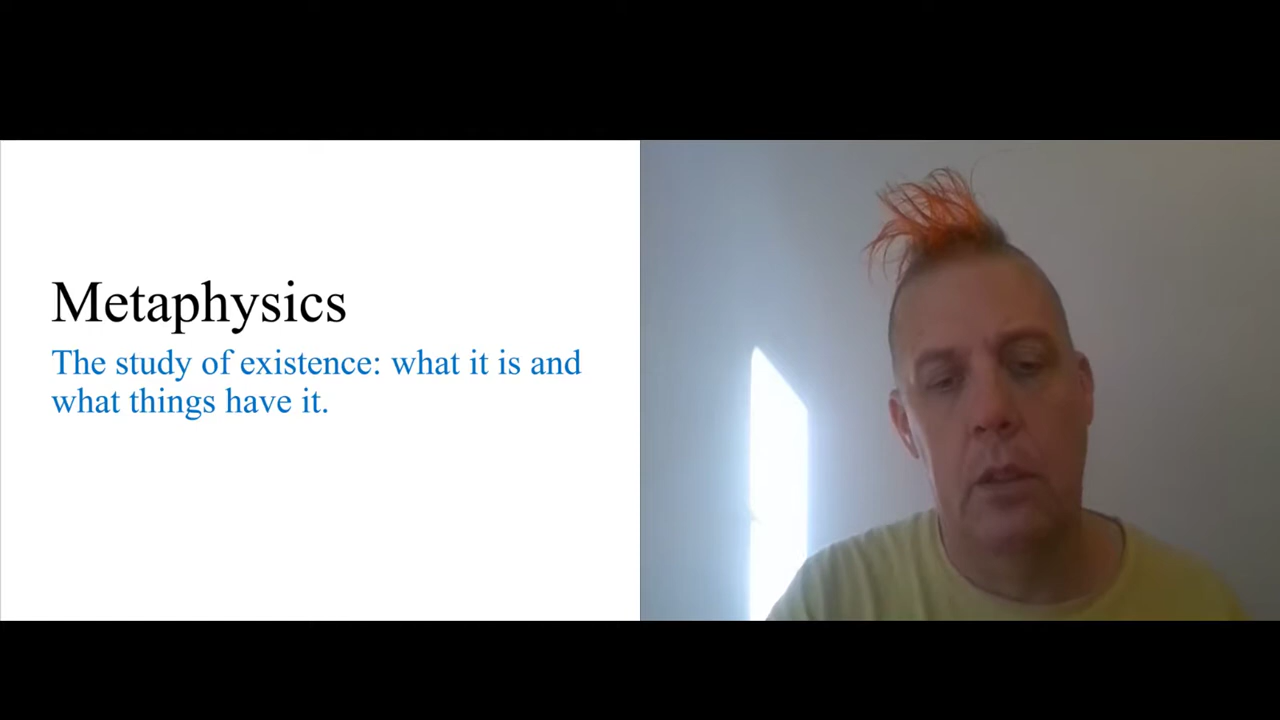 Metaphysics
The study of existence: what it is and
what things have it.